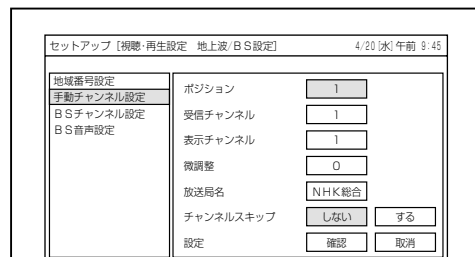 セットアップ [視聴･再生設定 地上波/BS設定] 4/20[水]午前 9:45
地域番号設定
手動チャンネル設定
BSチャンネル設定
BS音声設定
ポジション 1
受信チャンネル 1
表示チャンネル 1
微調整 0
放送局名 NHK総合
チャンネルスキップ しない する
設定 確認 取消